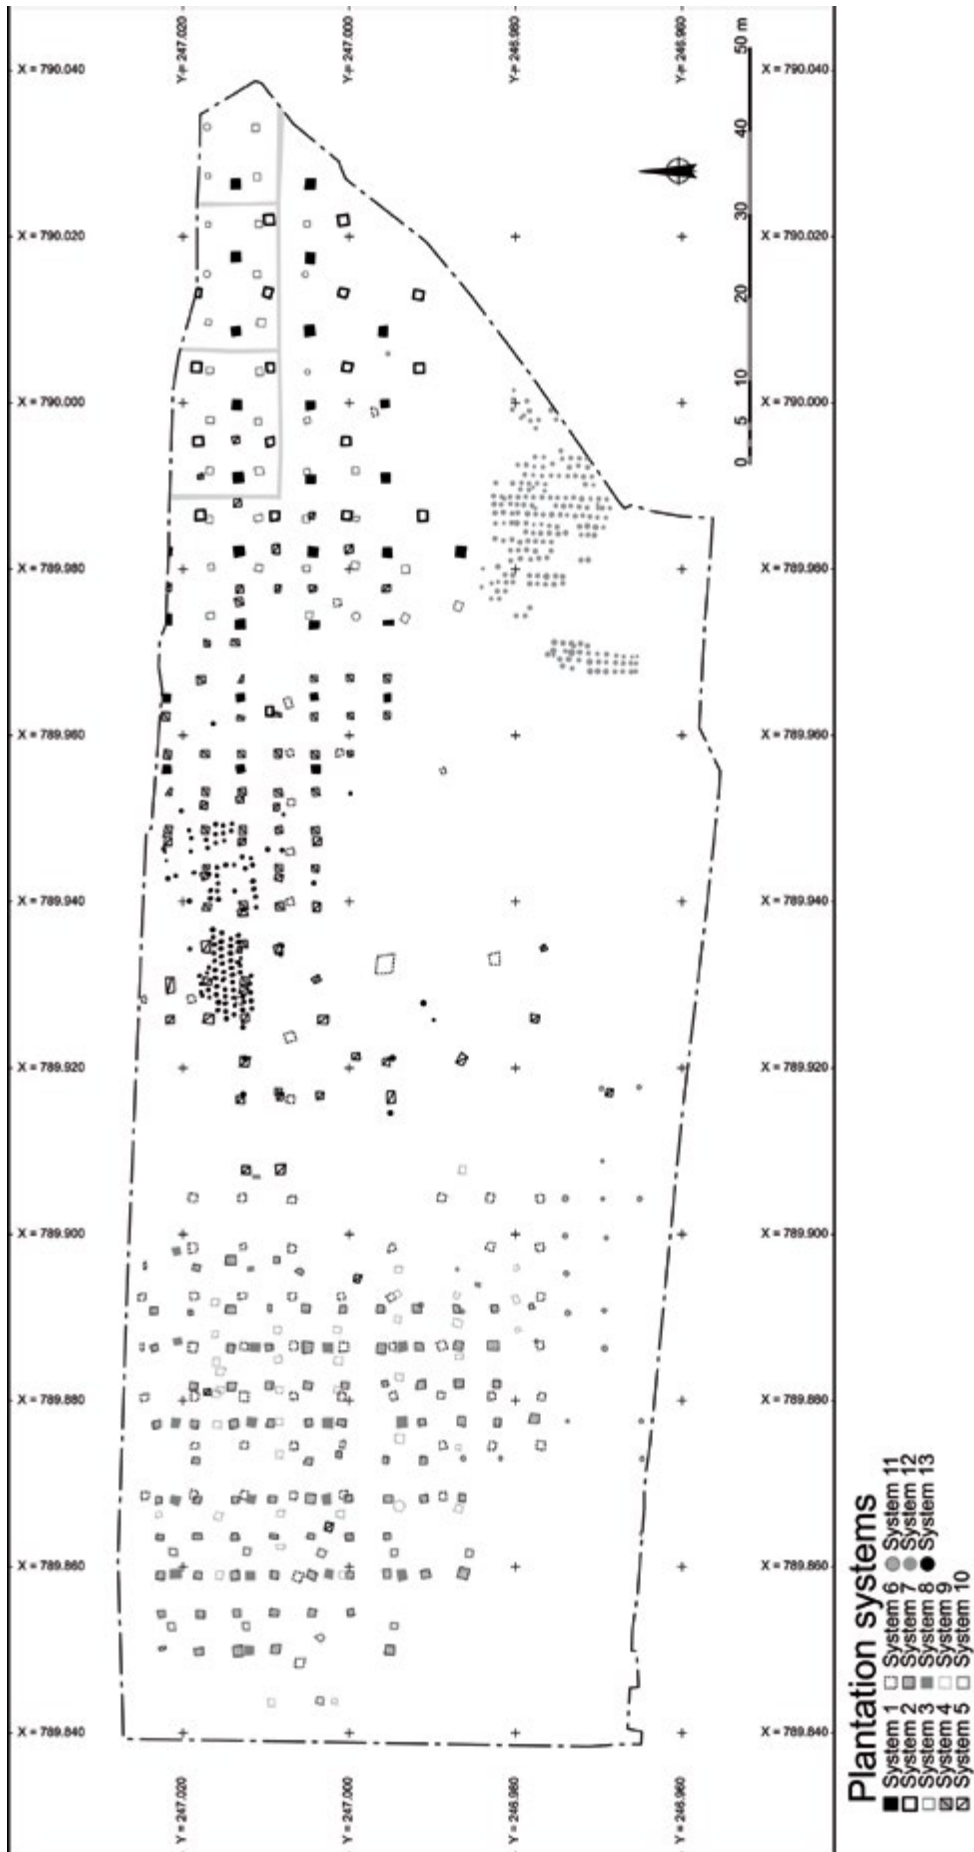 Y = 247.020
Y = 247.000
Y = 246.980
Y = 246.960
X = 790.040
X = 790.040
X = 790.020
X = 790.020
X = 790.000
X = 790.000
X = 789.980
X = 789.980
X = 789.960
X = 789.960
X = 789.940
X = 789.940
X = 789.920
X = 789.920
X = 789.900
X = 789.900
X = 789.880
X = 789.880
X = 789.860
X = 789.860
X = 789.840
X = 789.840
Y = 247.020
Y = 247.000
Y = 246.980
Y = 246.960
0 5 10 20 30 40 50 m
Plantation systems
System 1 System 6 System 11
System 2 System 7 System 12
System 3 System 8 System 13
System 4 System 9
System 5 System 10